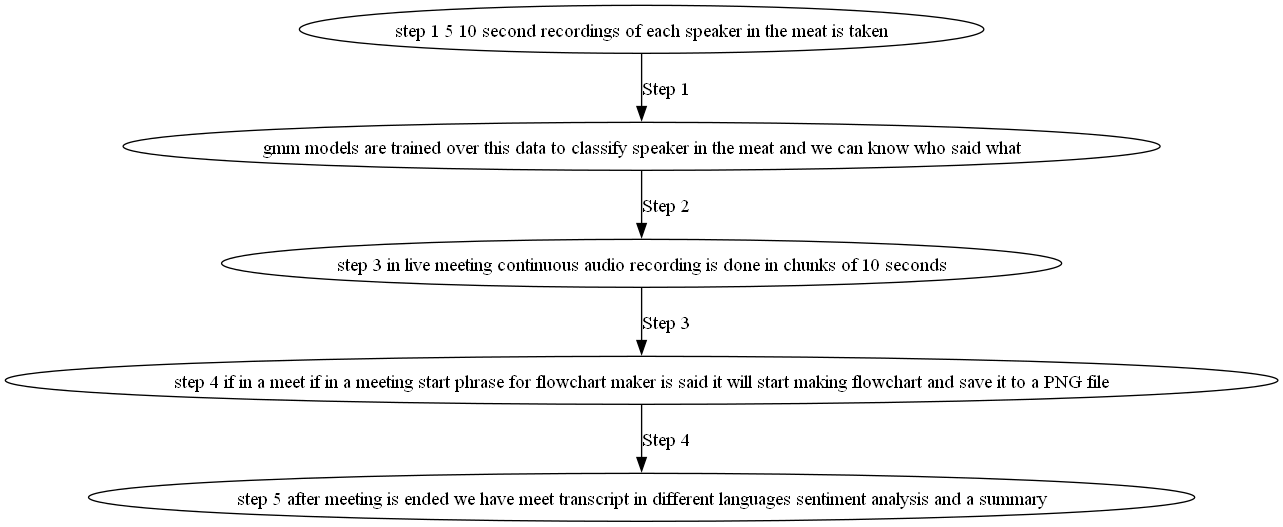 step 1 5 10 second recordings of each speaker in the meat is taken
Step 1
gmm models are trained over this data to classify speaker in the meat and we can know who said what
Step 2
step 3 in live meeting continuous audio recording is done in chunks of 10 seconds
Step 3
step 4 if in a meet if in a meeting start phrase for flowchart maker is said it will start making flowchart and save it to a PNG file
Step 4
step 5 after meeting is ended we have meet transcript in different languages sentiment analysis and a summary